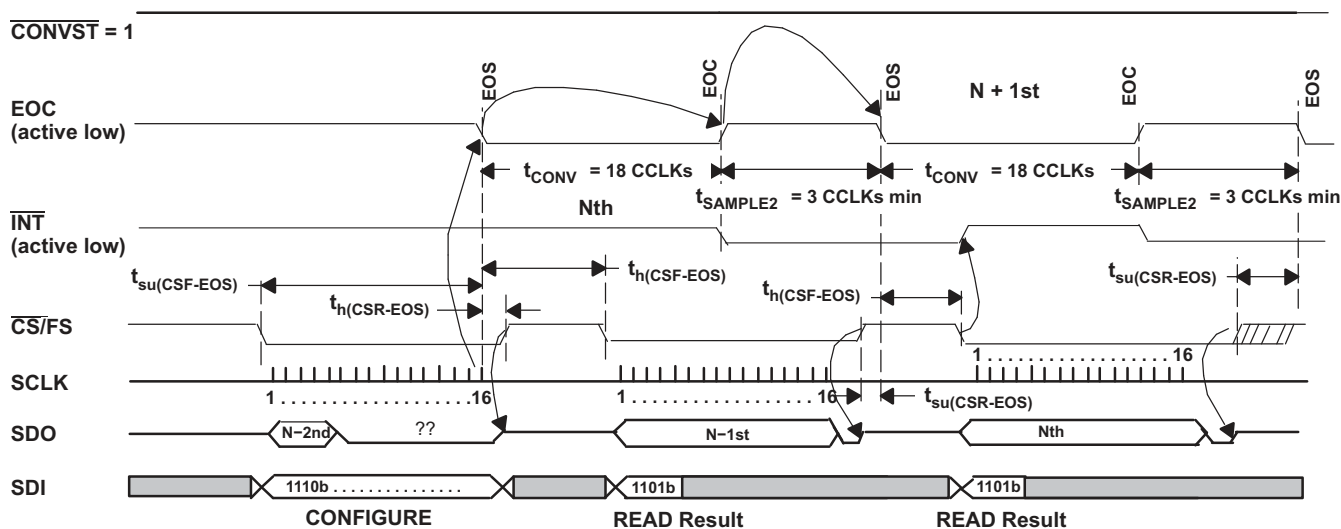 CONVST = 1
EOS
EOC
EOS
N + 1st
EOC
EOS
EOC
(active low)
tCONV = 18 CCLKs
tCONV = 18 CCLKs
tSAMPLE2 = 3 CCLKs min
tSAMPLE2 = 3 CCLKs min
Nth
INT
(active low)
tsu(CSF-EOS)
th(CSF-EOS)
tsu(CSR-EOS)
th(CSR-EOS)
th(CSF-EOS)
CS/FS
1 . . . . . . . . . . . . . . . . . . 16
SCLK
1 . . . . . . . . . . . . . . . . . . 16
1 . . . . . . . . . . . . . . . . . . 16
tsu(CSR-EOS)
SDO
N−2nd
??
N−1st
Nth
SDI
1110b . . . . . . . . . . . . . . .
1101b
1101b
CONFIGURE
READ Result
READ Result